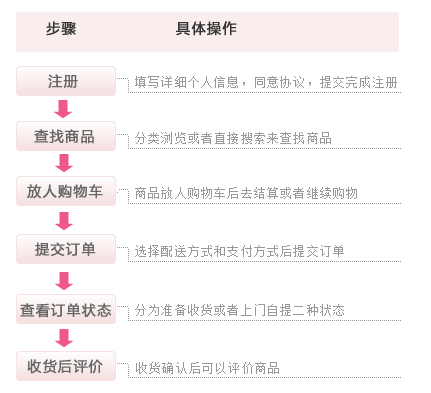 步骤 具体操作
注册 填写详细个人信息，同意协议，提交完成注册
查找商品 分类浏览或者直接搜索来查找商品
放人购物车 商品放人购物车后去结算或者继续购物
提交订单 选择配送方式和支付方式后提交订单
查看订单状态 分为准备收货或者上门自提二种状态
收货后评价 收货确认后可以评价商品